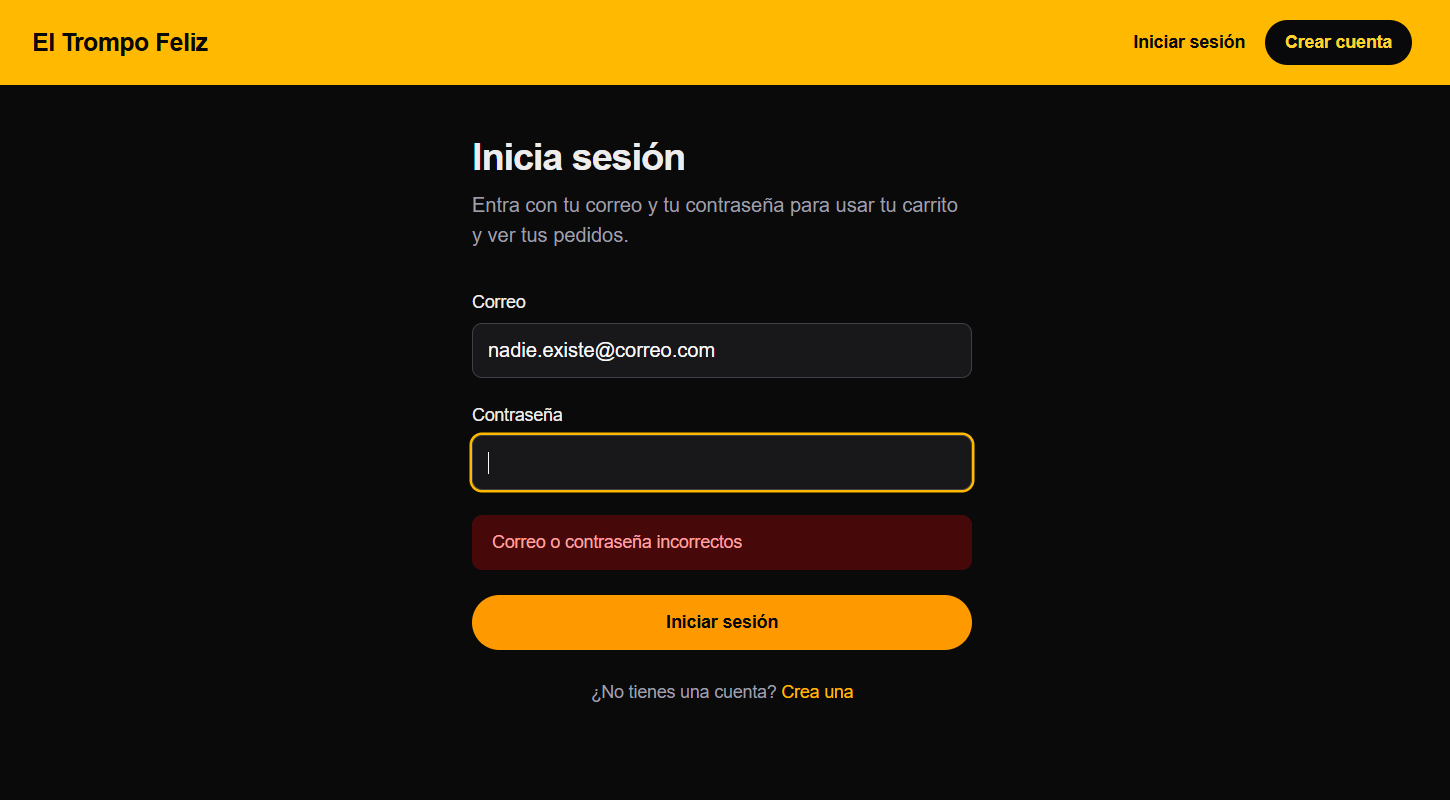 El Trompo Feliz
Iniciar sesión
Crear cuenta
Inicia sesión
Entra con tu correo y tu contraseña para usar tu carrito
y ver tus pedidos.
Correo
nadie.existe@correo.com
Contraseña
Correo o contraseña incorrectos
Iniciar sesión
¿No tienes una cuenta? Crea una